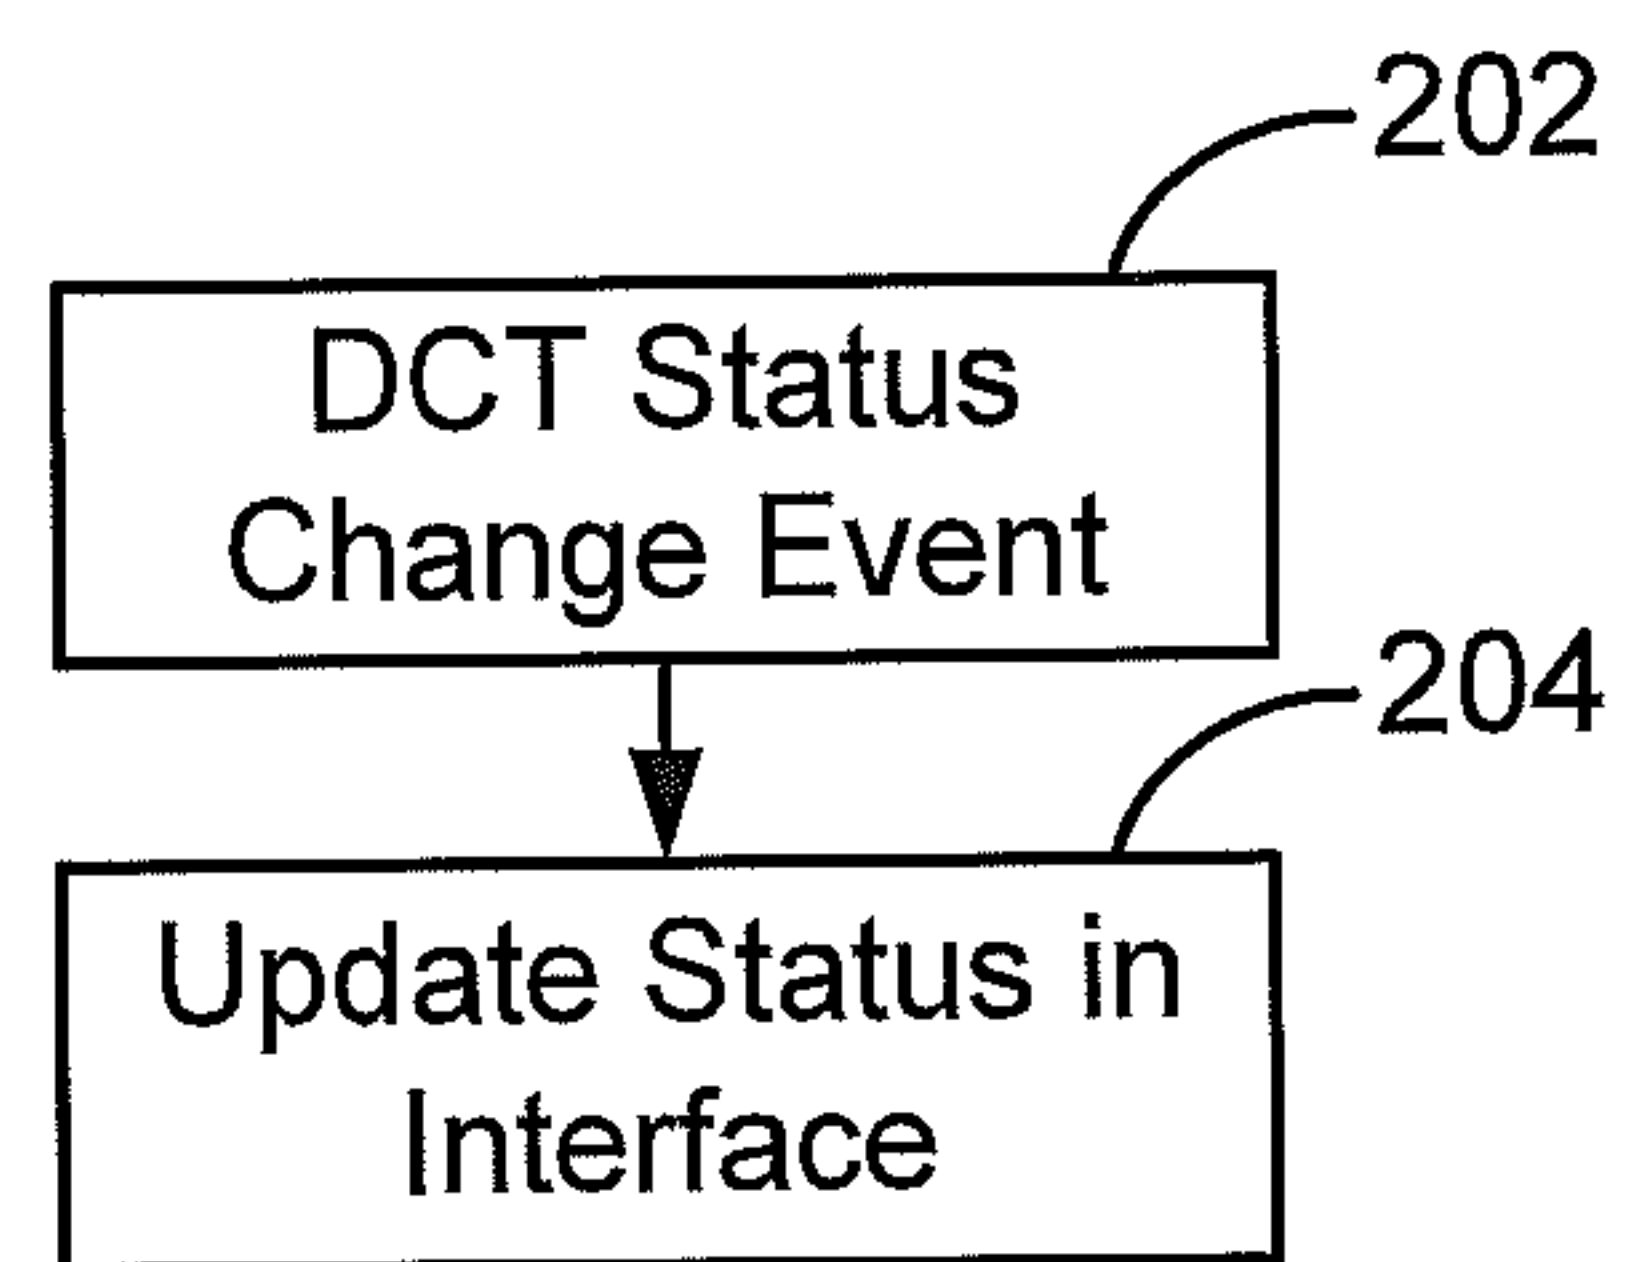 202
DCT Status
Change Event
204
Update Status in
Interface